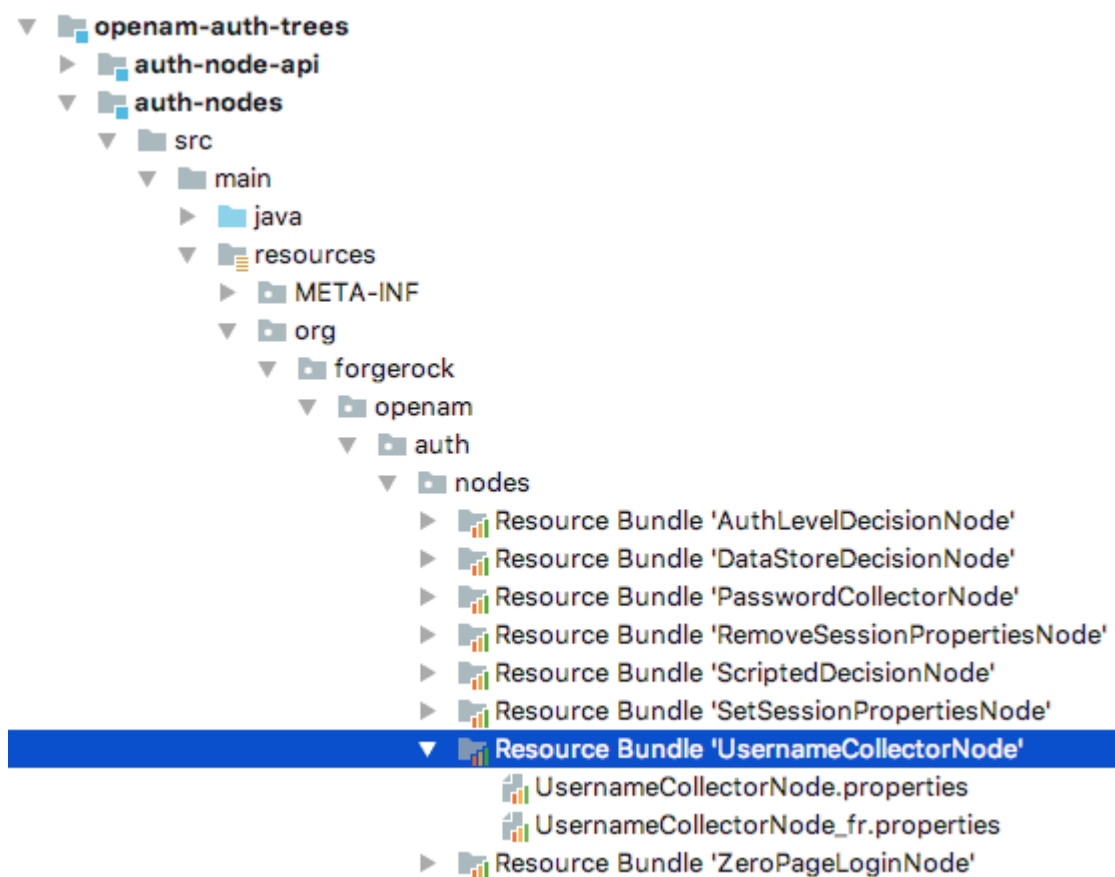 openam-auth-trees
auth-node-api
auth-nodes
src
main
java
resources
META-INF
org
forgerock
openam
auth
nodes
Resource Bundle 'AuthLevelDecisionNode'
Resource Bundle 'DataStoreDecisionNode'
Resource Bundle 'PasswordCollectorNode'
Resource Bundle 'RemoveSessionPropertiesNode'
Resource Bundle 'ScriptedDecisionNode'
Resource Bundle 'SetSessionPropertiesNode'
Resource Bundle 'UsernameCollectorNode'
UsernameCollectorNode.properties
UsernameCollectorNode_fr.properties
Resource Bundle 'ZeroPageLoginNode'